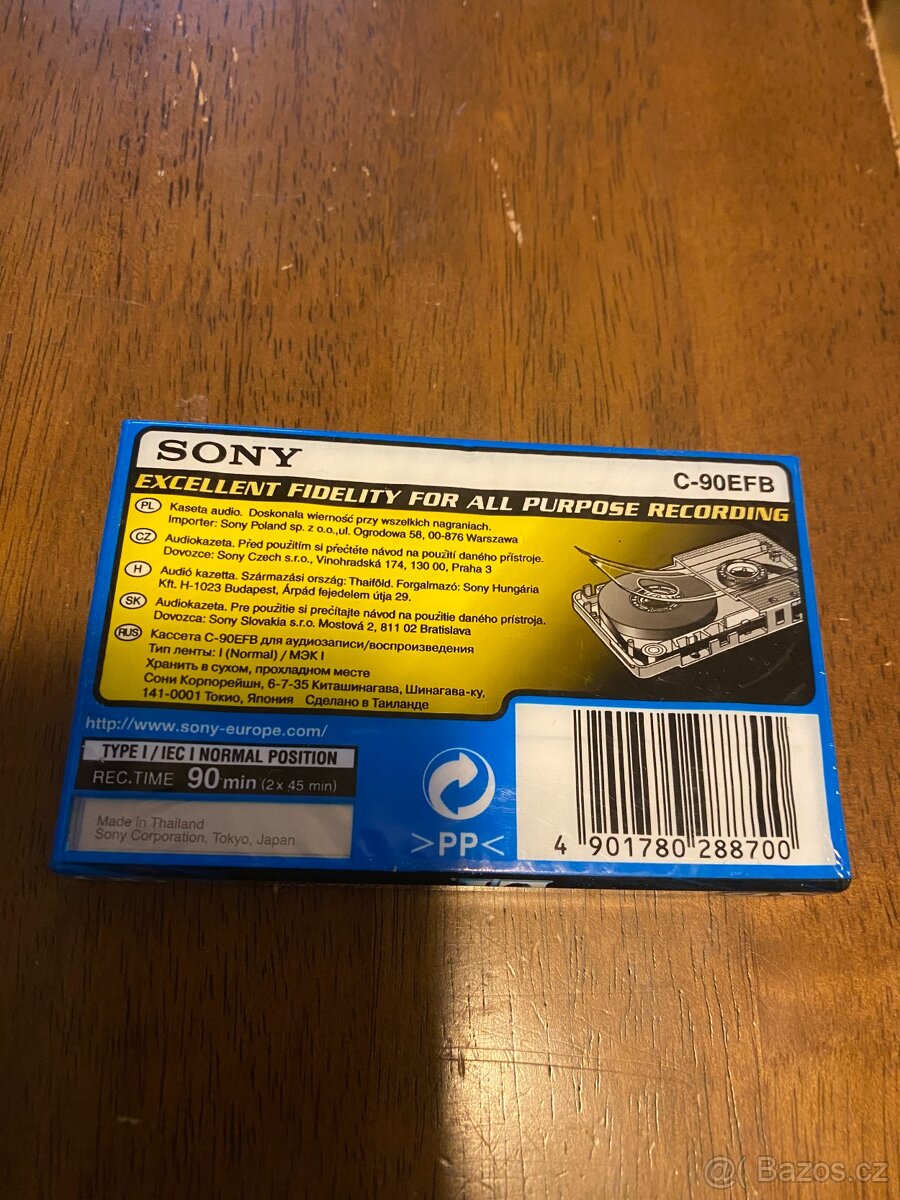 SONY
C-90EFB
EXCELLENT FIDELITY FOR ALL PURPOSE RECORDING
PL Kaseta audio. Doskonala wierność przy wszelkich nagraniach.
Importer: Sony Poland sp. z o.o.,ul. Ogrodowa 58, 00-876 Warszawa
CZ Audiokazeta. Před použitím si přečtěte návod na použití daného přístroje.
Dovozce: Sony Czech s.r.o., Vinohradská 174, 130 00, Praha 3
H Audió kazetta. Származási ország: Thaiföld. Forgalmazó: Sony Hungária
Kft. H-1023 Budapest, Árpád fejedelem útja 29.
SK Audiokazeta. Pre použitie si prečítajte návod na použitie daného prístroja.
Dovozca: Sony Slovakia s.r.o. Mostová 2, 811 02 Bratislava
RUS Кассета C-90EFB для аудиозаписи/воспроизведения
Тип ленты: I (Normal) / МЭК I
Хранить в сухом, прохладном месте
Сони Корпорейшн, 6-7-35 Киташинагава, Шинагава-ку,
141-0001 Токио, Япония Сделано в Таиланде
http://www.sony-europe.com/
TYPE I / IEC I NORMAL POSITION
REC.TIME 90 min (2 x 45 min)
Made in Thailand
Sony Corporation, Tokyo, Japan
>PP<
4 901780 288700
@( Bazos.cz